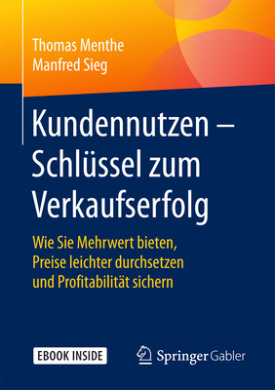 Thomas Menthe
Manfred Sieg
Kundennutzen –
Schlüssel zum
Verkaufserfolg
Wie Sie Mehrwert bieten,
Preise leichter durchsetzen
und Profitabilität sichern
EBOOK INSIDE
Springer Gabler